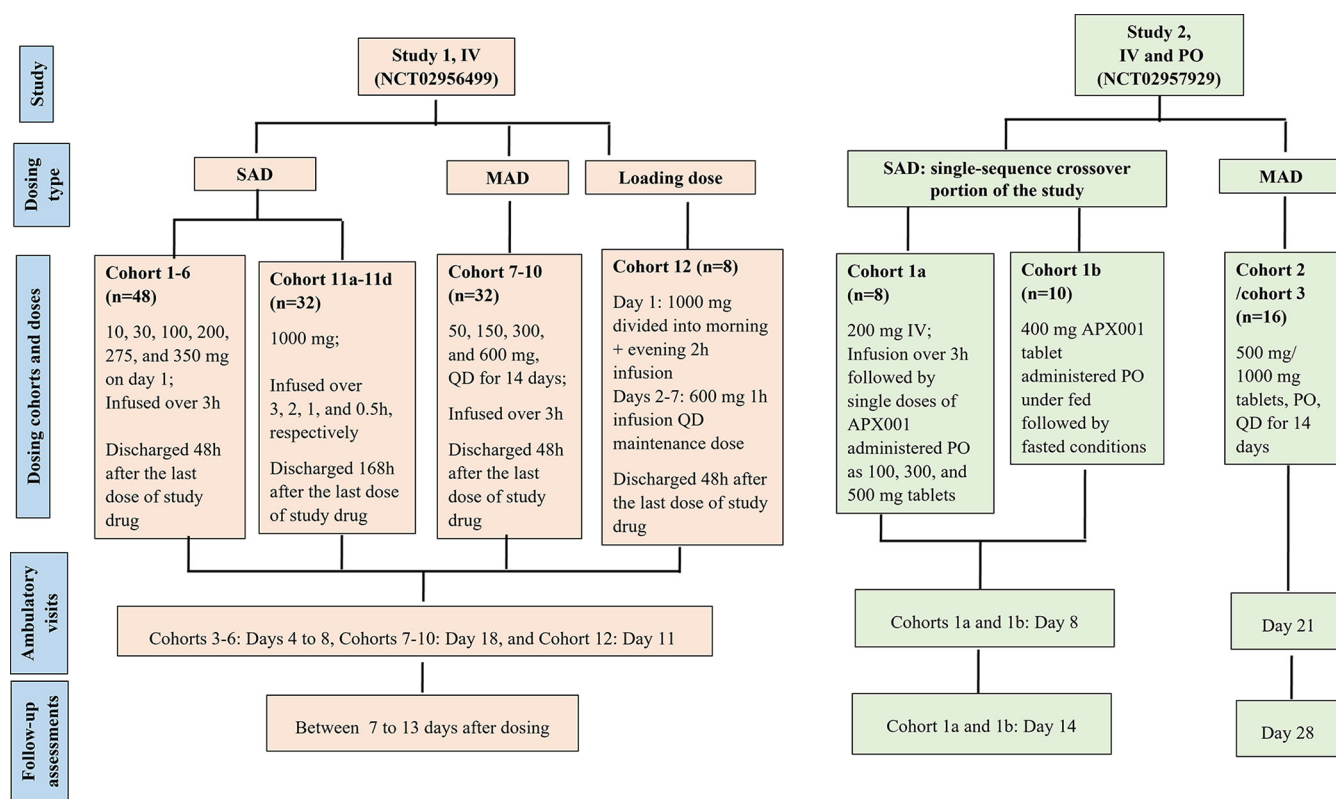 Study
Study 1, IV
(NCT02956499)
Study 2,
IV and PO
(NCT02957929)
Dosing
type
SAD
MAD
Loading dose
SAD: single-sequence crossover
portion of the study
MAD
Dosing cohorts and doses
Cohort 1-6
(n=48)
10, 30, 100, 200,
275, and 350 mg
on day 1;
Infused over 3h
Discharged 48h
after the last
dose of study
drug
Cohort 11a-11d
(n=32)
1000 mg;
Infused over
3, 2, 1, and 0.5h,
respectively
Discharged 168h
after the last dose
of study drug
Cohort 7-10
(n=32)
50, 150, 300,
and 600 mg,
QD for 14 days;
Infused over 3h
Discharged 48h
after the last
dose of study
drug
Cohort 12 (n=8)
Day 1: 1000 mg
divided into morning
+ evening 2h
infusion
Days 2-7: 600 mg 1h
infusion QD
maintenance dose
Discharged 48h after
the last dose of study
drug
Cohort 1a
(n=8)
200 mg IV;
Infusion over 3h
followed by
single doses of
APX001
administered PO
as 100, 300, and
500 mg tablets
Cohort 1b
(n=10)
400 mg APX001
tablet
administered PO
under fed
followed by
fasted conditions
Cohort 2
/cohort 3
(n=16)
500 mg/
1000 mg
tablets, PO,
QD for 14
days
Ambulatory
visits
Cohorts 3-6: Days 4 to 8, Cohorts 7-10: Day 18, and Cohort 12: Day 11
Cohorts 1a and 1b: Day 8
Day 21
Follow-up
assessments
Between 7 to 13 days after dosing
Cohort 1a and 1b: Day 14
Day 28